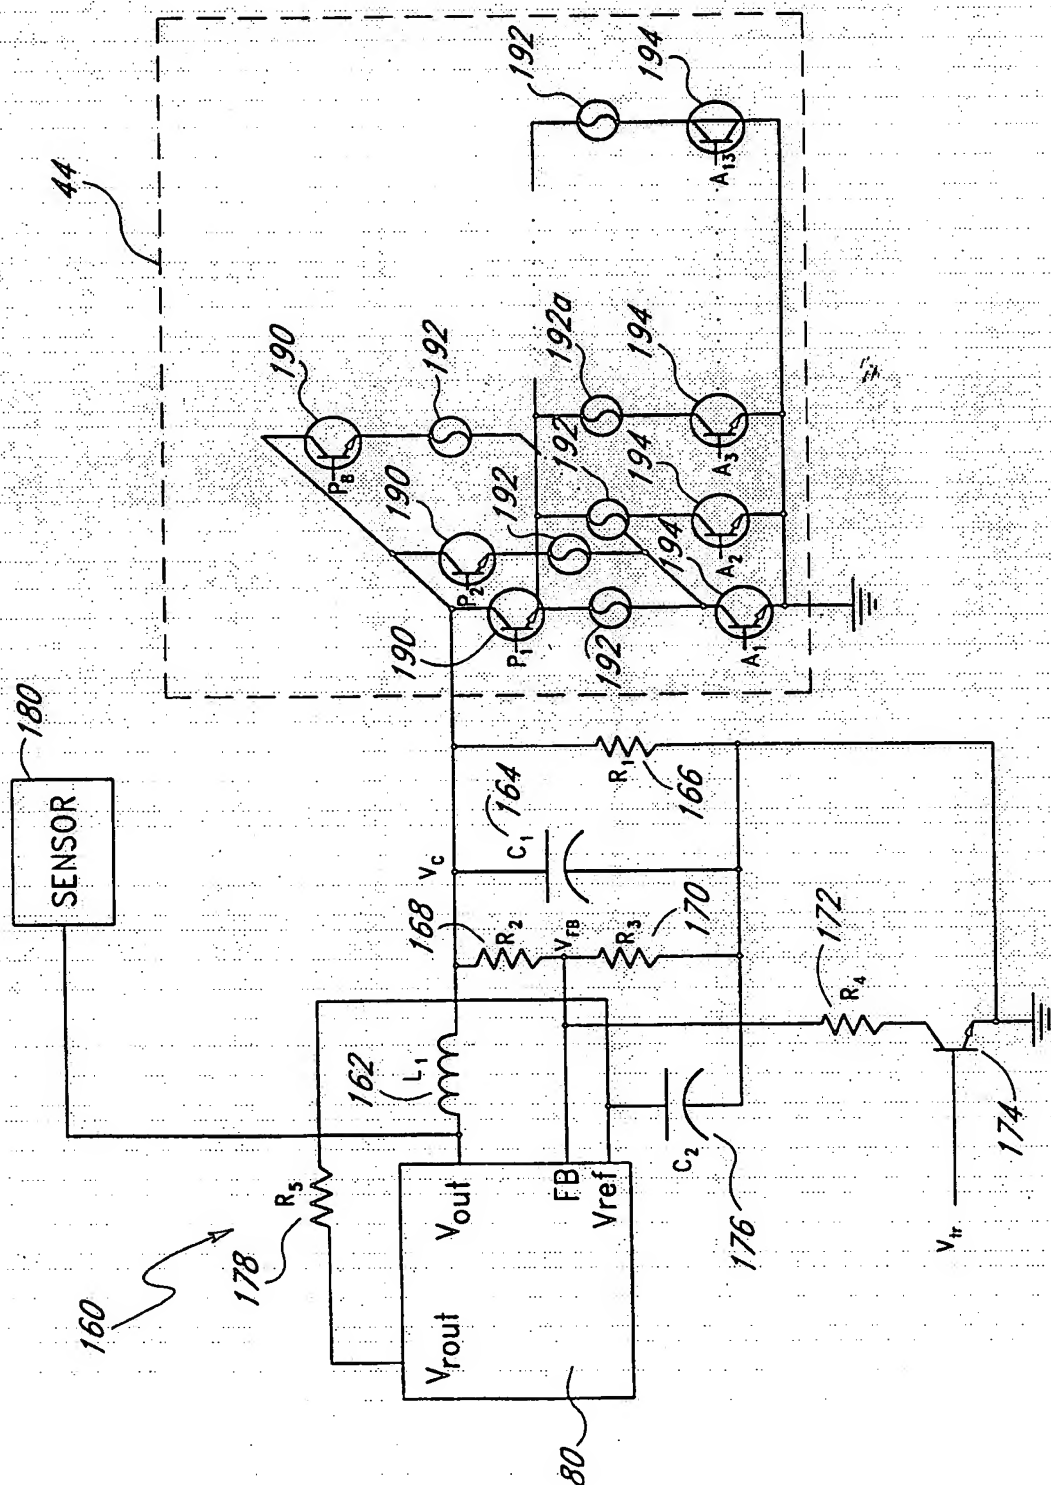 160
178
R5
Vrout
Vout
FB
Vref
80
162
L1
SENSOR
180
168
R2
VFB
R3
170
VC
C1
164
R1
166
C2
176
172
R4
174
Vtr
44
190
P1
192
190
P2
192
190
P8
192
194
A1
192
194
A2
192a
194
A3
192
194
A13